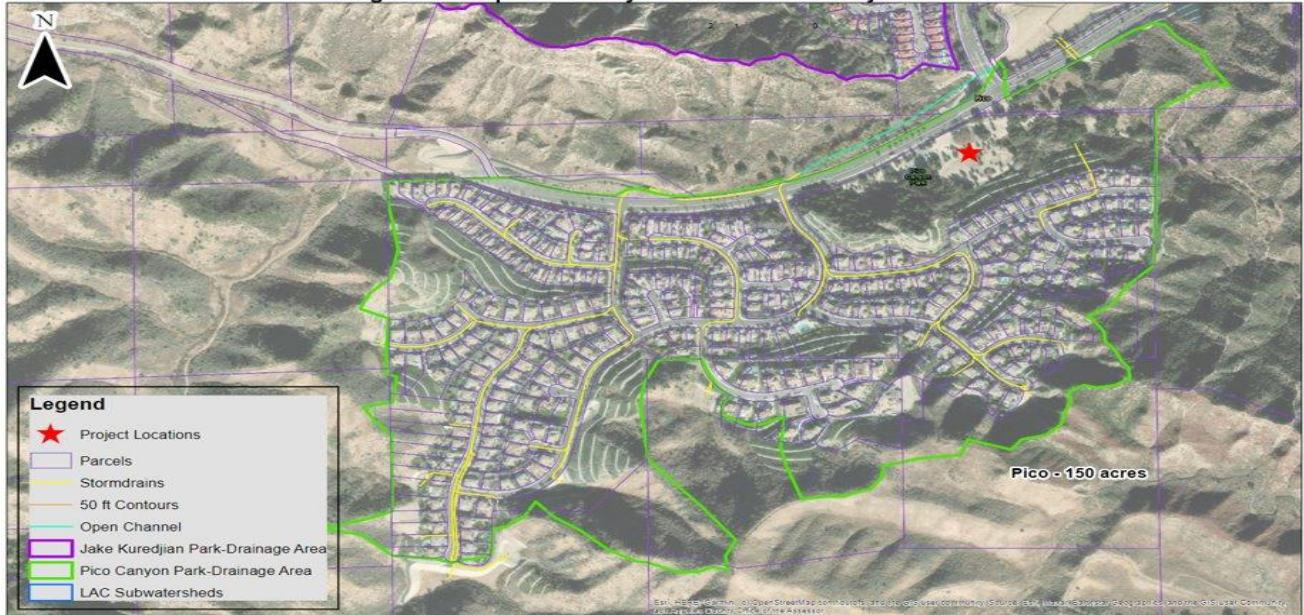 N
Pico
Legend
Project Locations
Parcels
Stormdrains
50 ft Contours
Open Channel
Jake Kuredjian Park-Drainage Area
Pico Canyon Park-Drainage Area
LAC Subwatersheds
Pico - 150 acres